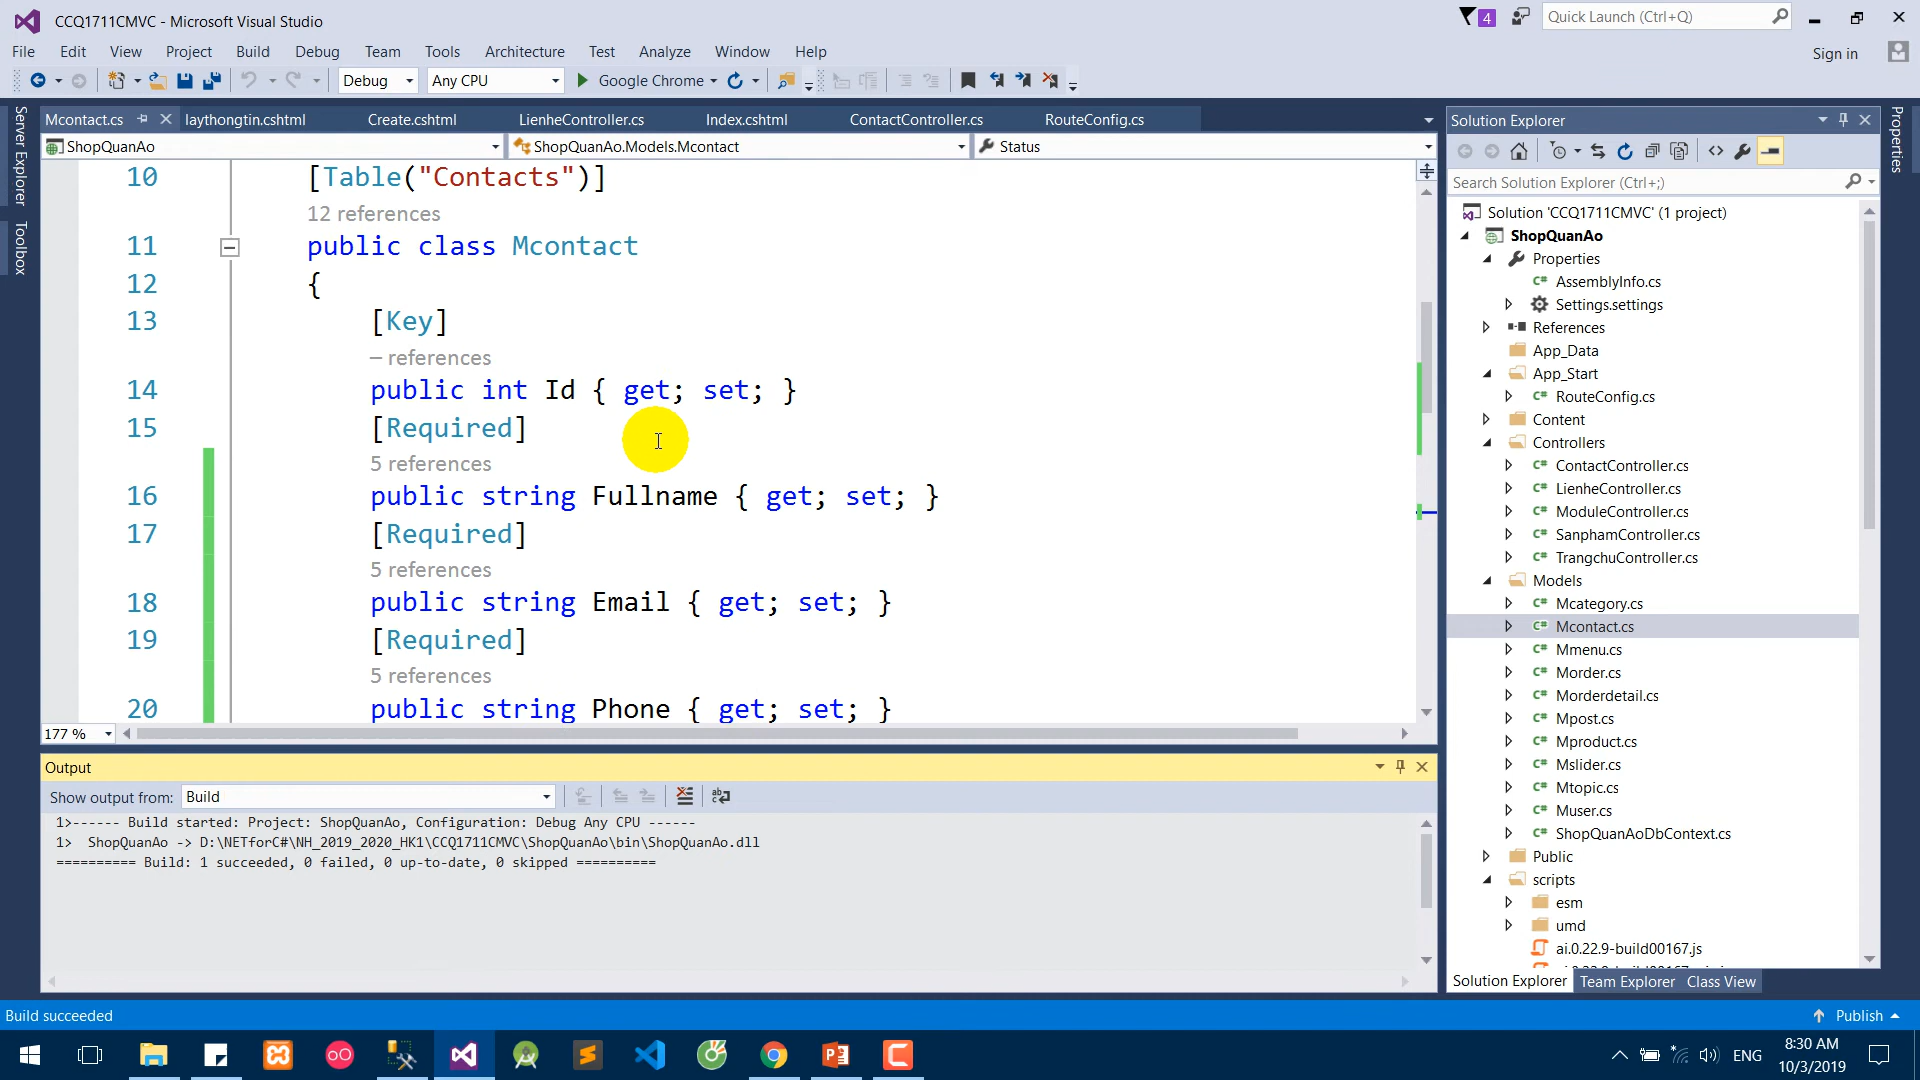 CCQ1711CMVC - Microsoft Visual Studio
4
Quick Launch (Ctrl+Q)
File Edit View Project Build Debug Team Tools Architecture Test Analyze Window Help
Sign in
Debug Any CPU Google Chrome
Server Explorer
Toolbox
Mcontact.cs laythongtin.cshtml Create.cshtml LienheController.cs Index.cshtml ContactController.cs RouteConfig.cs
ShopQuanAo ShopQuanAo.Models.Mcontact Status
10 [Table("Contacts")]
12 references
11 public class Mcontact
12 {
13 [Key]
– references
14 public int Id { get; set; }
15 [Required]
5 references
16 public string Fullname { get; set; }
17 [Required]
5 references
18 public string Email { get; set; }
19 [Required]
5 references
20 public string Phone { get; set; }
177 %
Output
Show output from: Build
1>------ Build started: Project: ShopQuanAo, Configuration: Debug Any CPU ------
1>  ShopQuanAo -> D:\NETforC#\NH_2019_2020_HK1\CCQ1711CMVC\ShopQuanAo\bin\ShopQuanAo.dll
========== Build: 1 succeeded, 0 failed, 0 up-to-date, 0 skipped ==========
Solution Explorer
Search Solution Explorer (Ctrl+;)
Solution 'CCQ1711CMVC' (1 project)
ShopQuanAo
Properties
AssemblyInfo.cs
Settings.settings
References
App_Data
App_Start
RouteConfig.cs
Content
Controllers
ContactController.cs
LienheController.cs
ModuleController.cs
SanphamController.cs
TrangchuController.cs
Models
Mcategory.cs
Mcontact.cs
Mmenu.cs
Morder.cs
Morderdetail.cs
Mpost.cs
Mproduct.cs
Mslider.cs
Mtopic.cs
Muser.cs
ShopQuanAoDbContext.cs
Public
scripts
esm
umd
ai.0.22.9-build00167.js
Solution Explorer Team Explorer Class View
Properties
Build succeeded
Publish
ENG
8:30 AM
10/3/2019